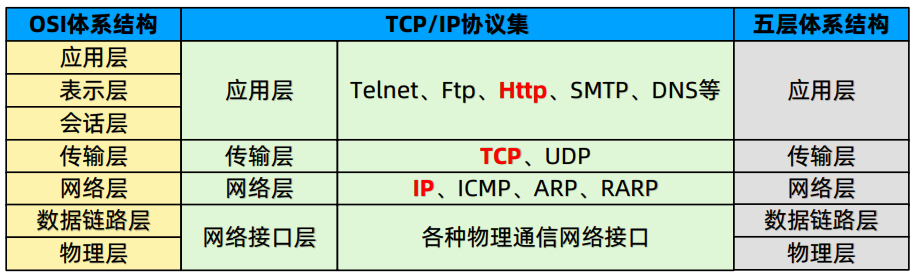 OSI体系结构 TCP/IP协议集 五层体系结构
应用层
表示层 应用层 Telnet、Ftp、Http、SMTP、DNS等 应用层
会话层
传输层 传输层 TCP、UDP 传输层
网络层 网络层 IP、ICMP、ARP、RARP 网络层
数据链路层 网络接口层 各种物理通信网络接口 数据链路层
物理层 物理层